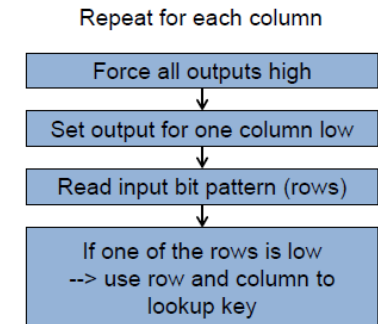 Repeat for each column
Force all outputs high
Set output for one column low
Read input bit pattern (rows)
If one of the rows is low
--> use row and column to
lookup key